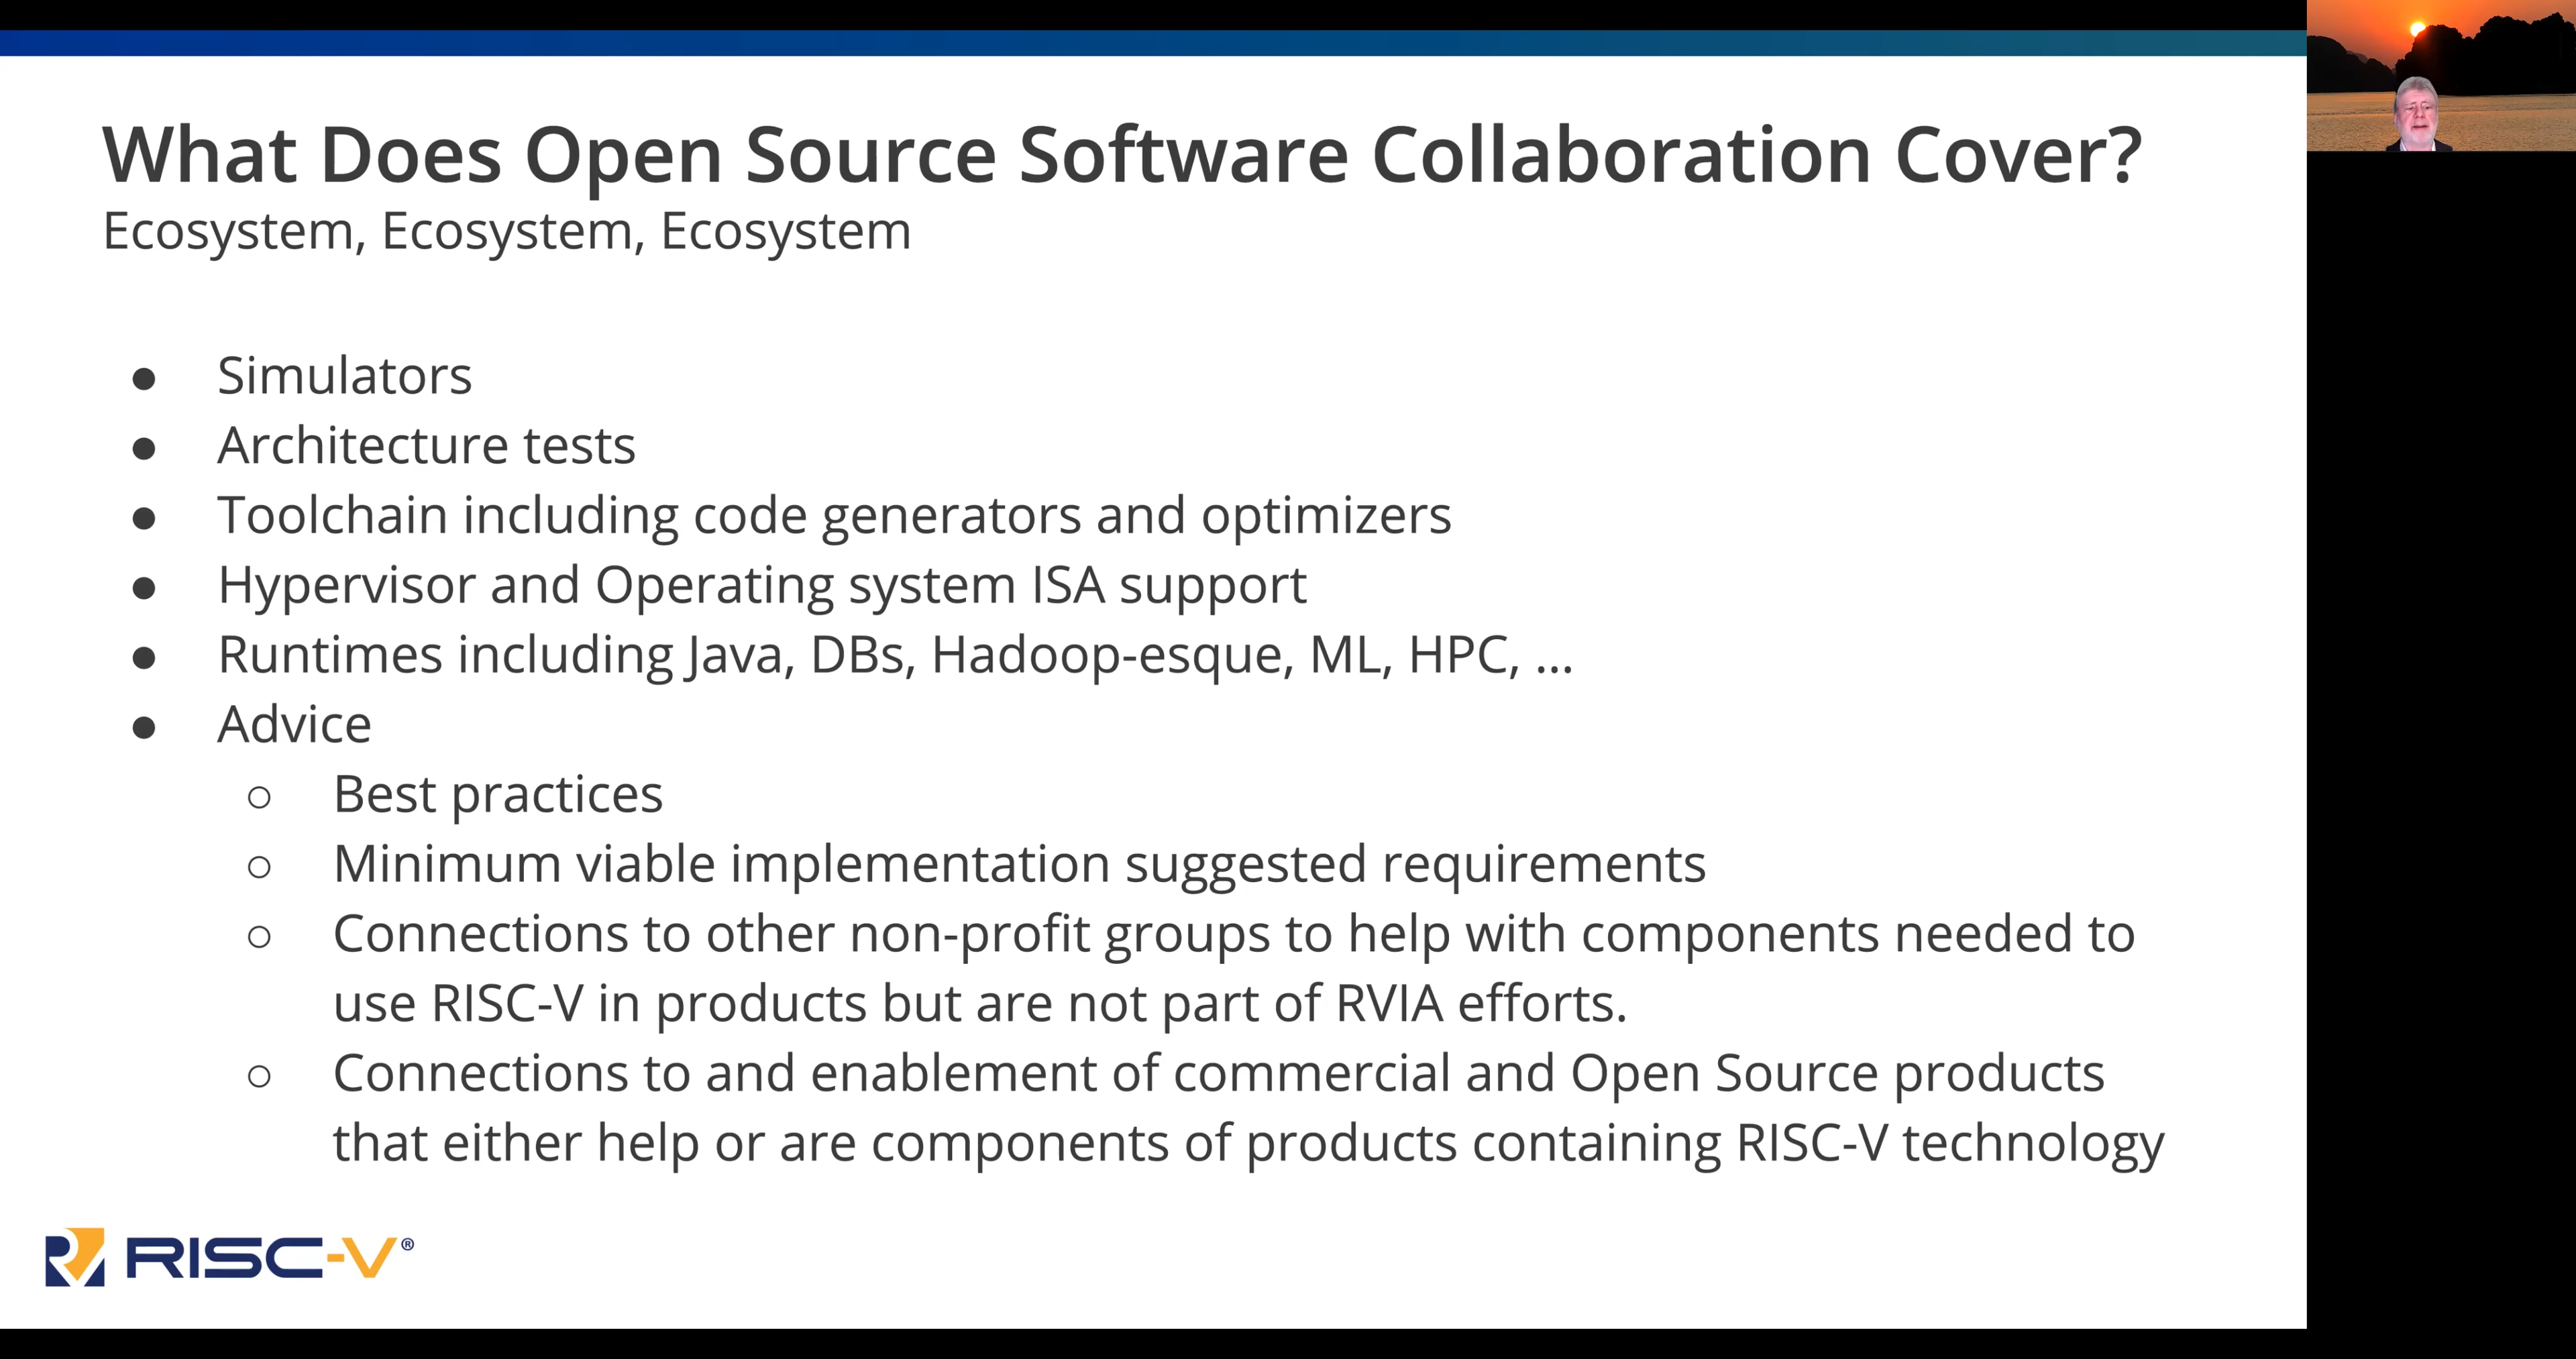 What Does Open Source Software Collaboration Cover?
Ecosystem, Ecosystem, Ecosystem
● Simulators
● Architecture tests
● Toolchain including code generators and optimizers
● Hypervisor and Operating system ISA support
● Runtimes including Java, DBs, Hadoop-esque, ML, HPC, ...
● Advice
○ Best practices
○ Minimum viable implementation suggested requirements
○ Connections to other non-profit groups to help with components needed to
use RISC-V in products but are not part of RVIA efforts.
○ Connections to and enablement of commercial and Open Source products
that either help or are components of products containing RISC-V technology
RISC-V®